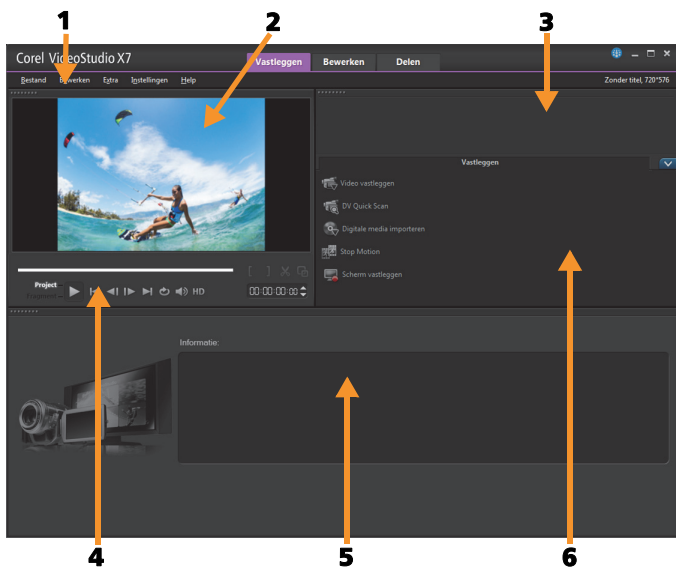 1 2 3
Corel VideoStudio X7
Vastleggen Bewerken Delen
Bestand Bewerken Extra Instellingen Help
Zonder titel, 720*576
Vastleggen
Video vastleggen
DV Quick Scan
Digitale media importeren
Stop Motion
Scherm vastleggen
Project
Fragment
HD
00:00:00:00
Informatie:
4 5 6